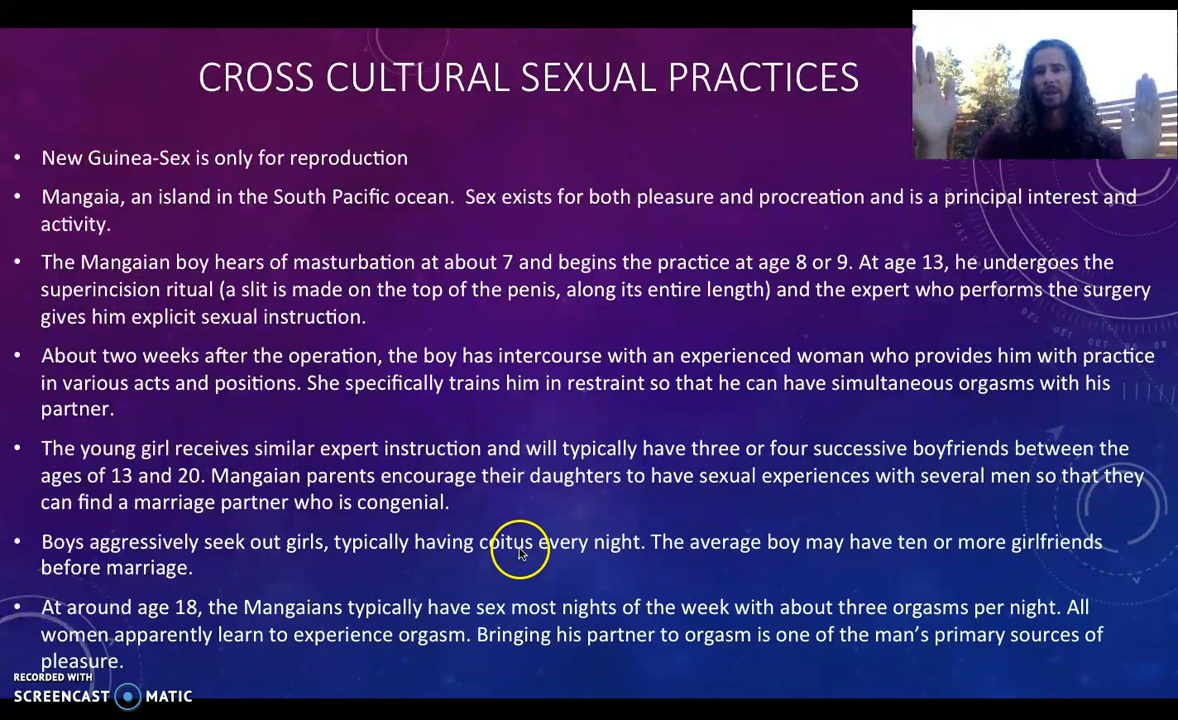 CROSS CULTURAL SEXUAL PRACTICES
• New Guinea-Sex is only for reproduction
• Mangaia, an island in the South Pacific ocean.  Sex exists for both pleasure and procreation and is a principal interest and
activity.
• The Mangaian boy hears of masturbation at about 7 and begins the practice at age 8 or 9. At age 13, he undergoes the
superincision ritual (a slit is made on the top of the penis, along its entire length) and the expert who performs the surgery
gives him explicit sexual instruction.
• About two weeks after the operation, the boy has intercourse with an experienced woman who provides him with practice
in various acts and positions. She specifically trains him in restraint so that he can have simultaneous orgasms with his
partner.
• The young girl receives similar expert instruction and will typically have three or four successive boyfriends between the
ages of 13 and 20. Mangaian parents encourage their daughters to have sexual experiences with several men so that they
can find a marriage partner who is congenial.
• Boys aggressively seek out girls, typically having coitus every night. The average boy may have ten or more girlfriends
before marriage.
• At around age 18, the Mangaians typically have sex most nights of the week with about three orgasms per night. All
women apparently learn to experience orgasm. Bringing his partner to orgasm is one of the man's primary sources of
pleasure.
RECORDED WITH
SCREENCAST MATIC